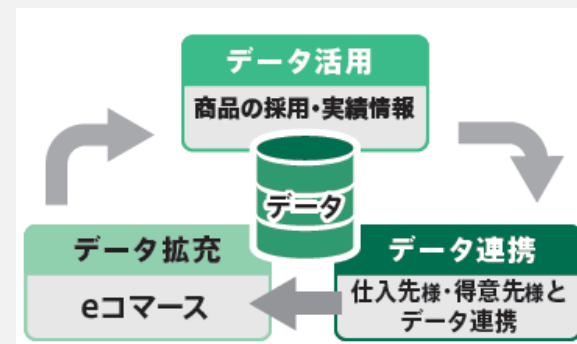 データ活用
商品の採用・実績情報
データ
データ拡充
eコマース
データ連携
仕入先様・得意先様と
データ連携